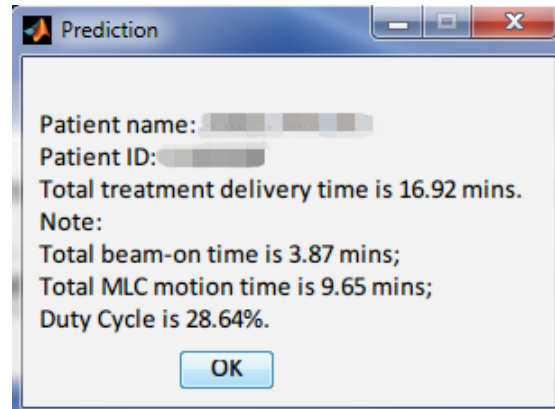 Prediction
Patient name:
Patient ID:
Total treatment delivery time is 16.92 mins.
Note:
Total beam-on time is 3.87 mins;
Total MLC motion time is 9.65 mins;
Duty Cycle is 28.64%.
OK